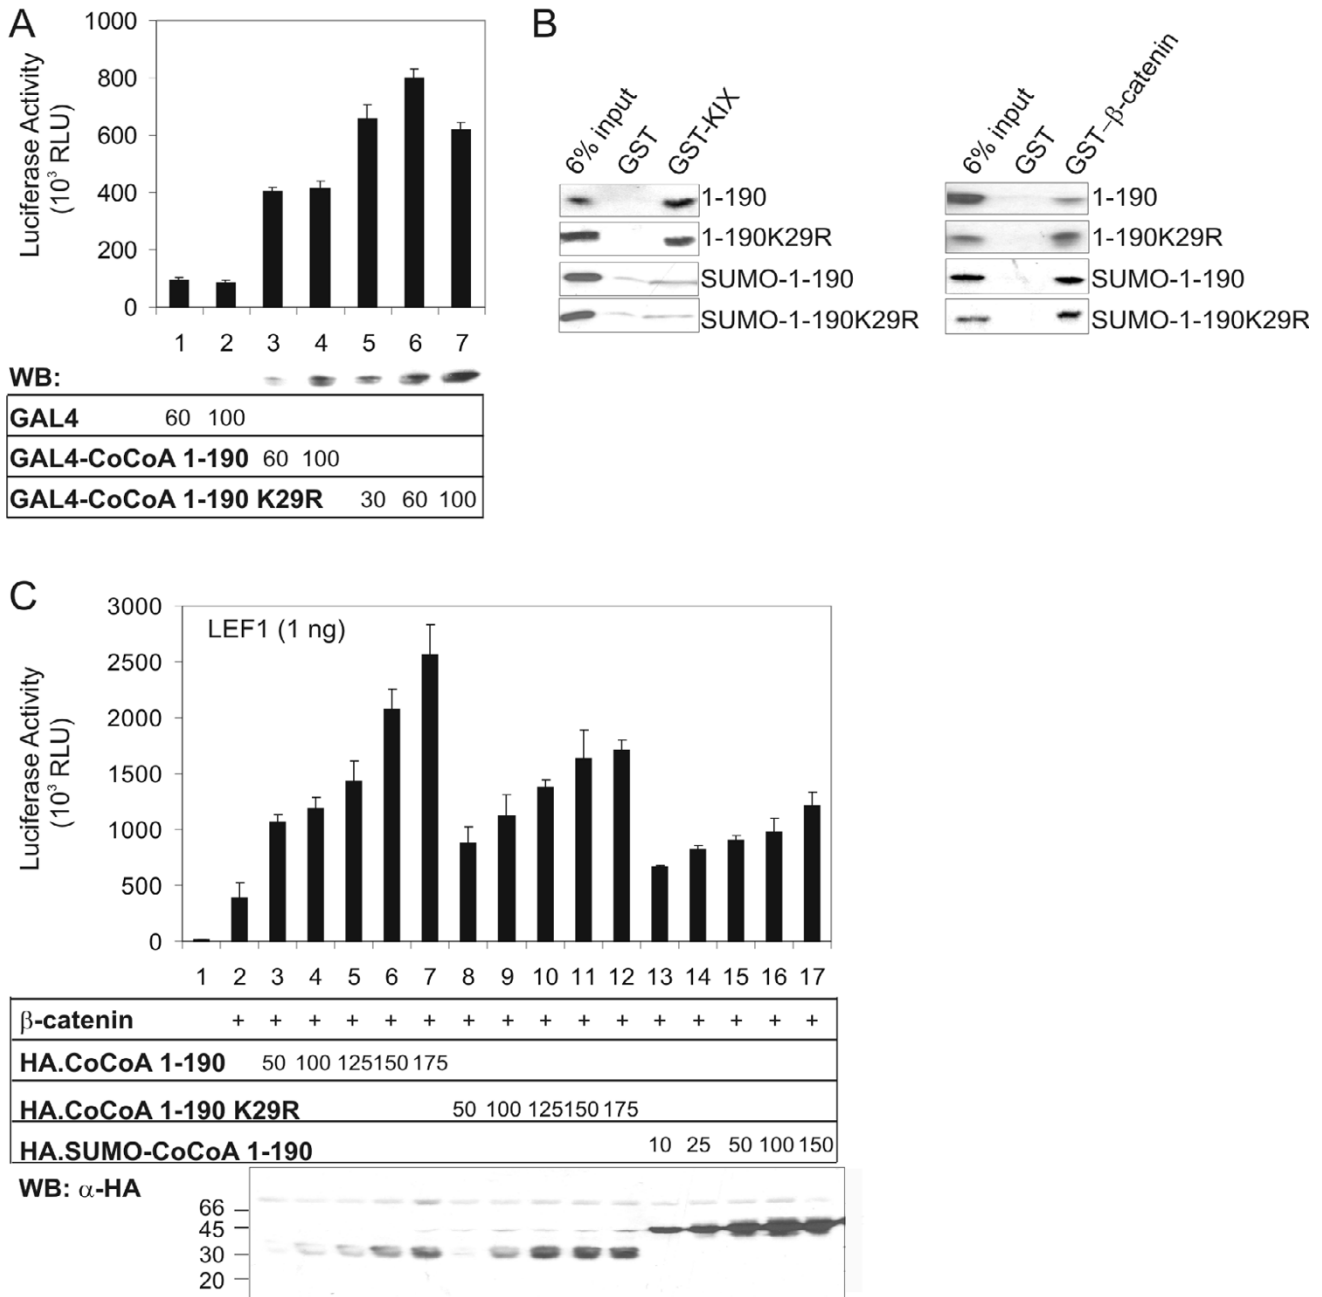 A
Luciferase Activity
(10³ RLU)
1000
800
600
400
200
0
1 2 3 4 5 6 7
WB:
GAL4 60 100
GAL4-CoCoA 1-190 60 100
GAL4-CoCoA 1-190 K29R 30 60 100
B
6% input GST GST-KIX
1-190
1-190K29R
SUMO-1-190
SUMO-1-190K29R
6% input GST GST-β-catenin
1-190
1-190K29R
SUMO-1-190
SUMO-1-190K29R
C
Luciferase Activity
(10³ RLU)
3000
2500
2000
1500
1000
500
0
LEF1 (1 ng)
1 2 3 4 5 6 7 8 9 10 11 12 13 14 15 16 17
β-catenin + + + + + + + + + + + + + + + +
HA.CoCoA 1-190 50 100 125 150 175
HA.CoCoA 1-190 K29R 50 100 125 150 175
HA.SUMO-CoCoA 1-190 10 25 50 100 150
WB: α-HA
66
45
30
20